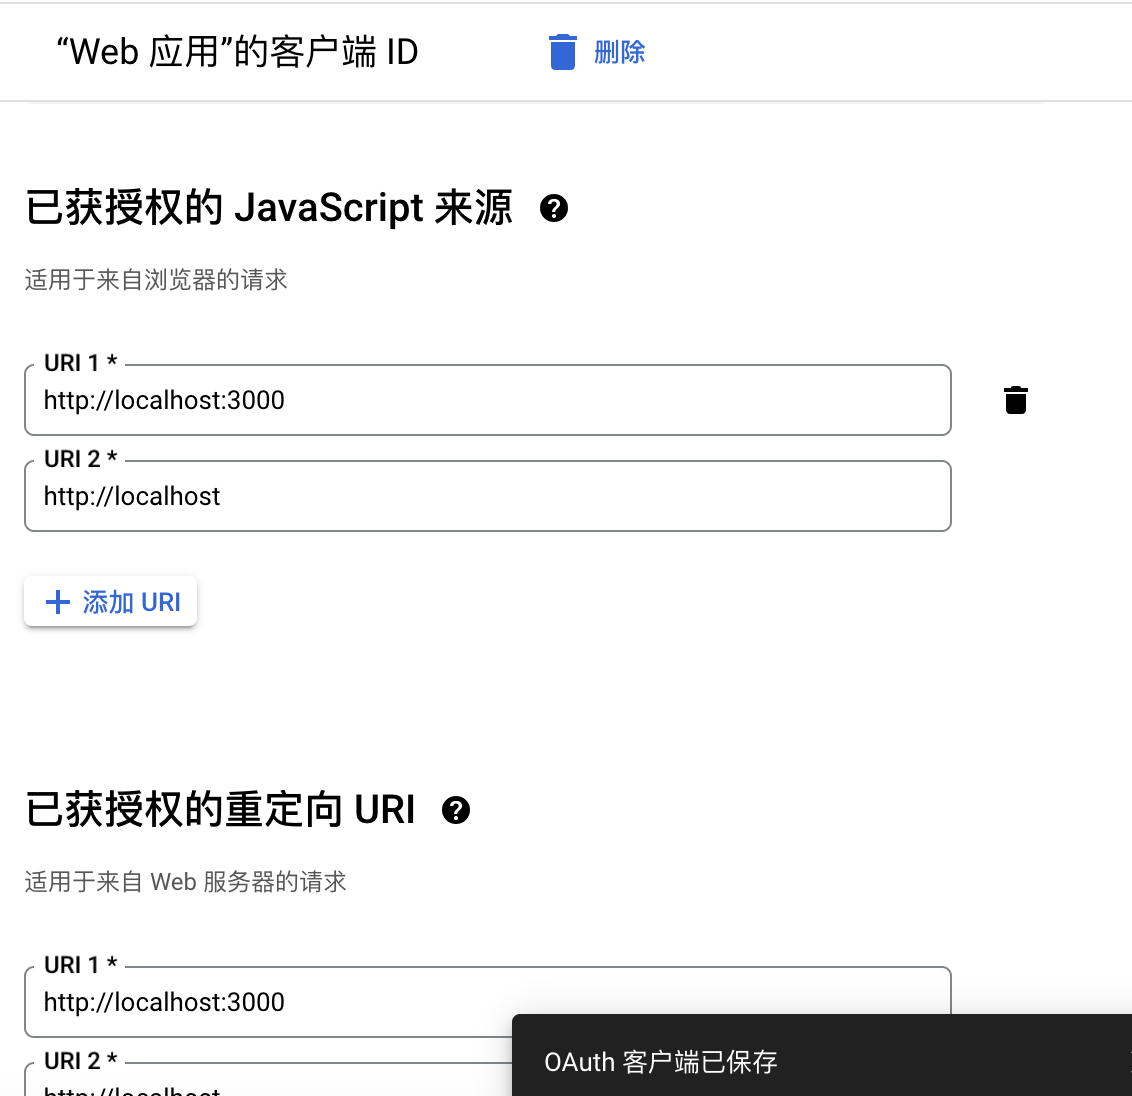 “Web 应用”的客户端 ID
删除
已获授权的 JavaScript 来源
适用于来自浏览器的请求
URI 1 *
http://localhost:3000
URI 2 *
http://localhost
添加 URI
已获授权的重定向 URI
适用于来自 Web 服务器的请求
URI 1 *
http://localhost:3000
URI 2 *
http://localhost
OAuth 客户端已保存